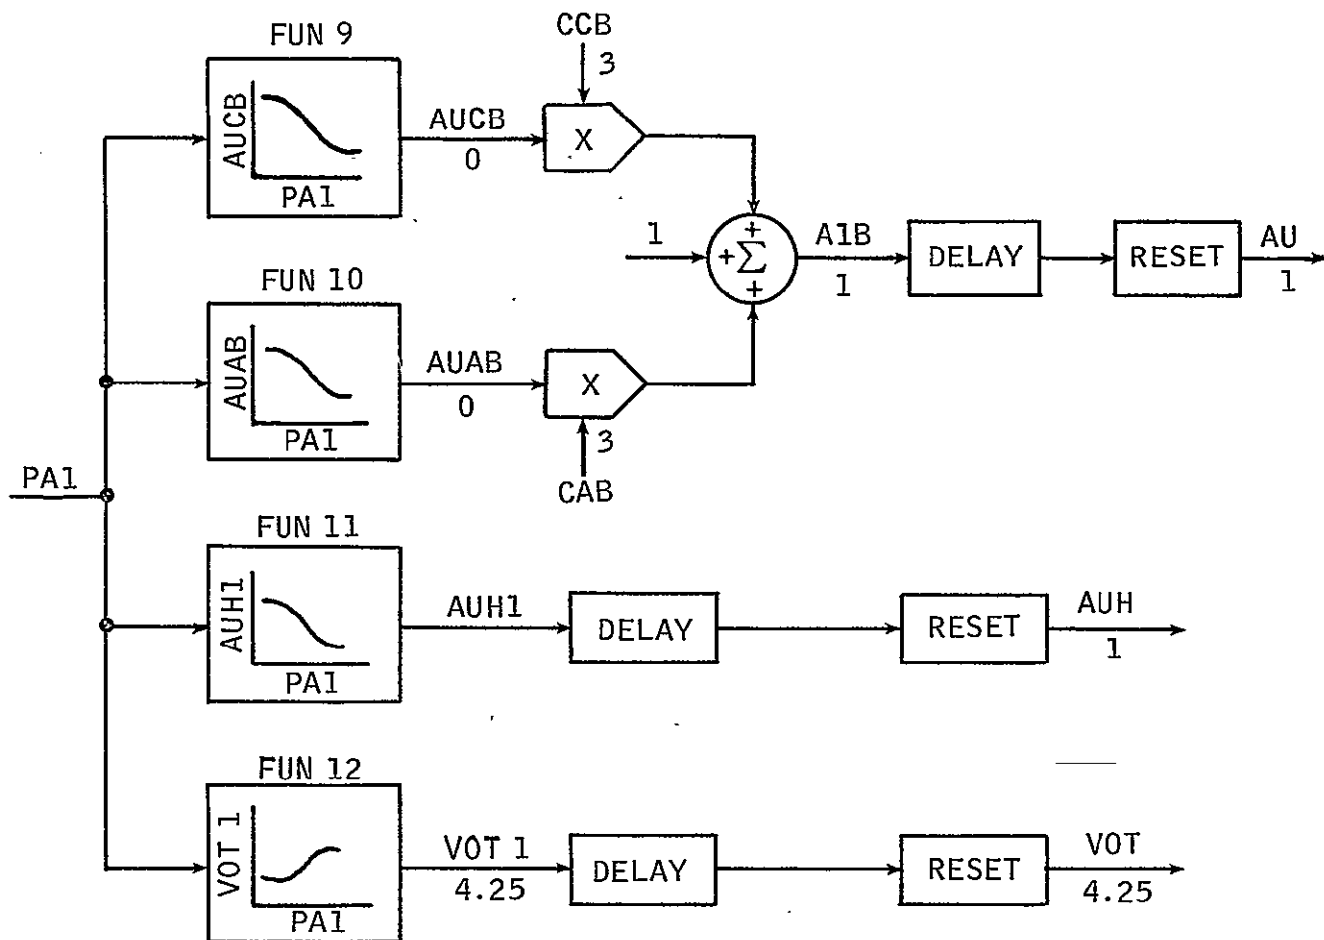 FUN 9
AUCB
PA1
AUCB
0
CCB
3
X
FUN 10
AUAB
PA1
AUAB
0
X
3
CAB
1
+
+Σ
+
A1B
1
DELAY
RESET
AU
1
PA1
FUN 11
AUH1
PA1
AUH1
DELAY
RESET
AUH
1
FUN 12
VOT 1
PA1
VOT 1
4.25
DELAY
RESET
VOT
4.25